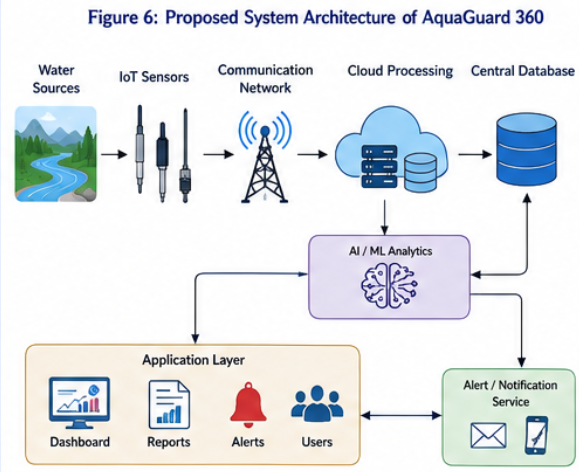 Figure 6: Proposed System Architecture of AquaGuard 360
Water
Sources
IoT Sensors
Communication
Network
Cloud Processing
Central Database
AI / ML Analytics
Application Layer
Dashboard
Reports
Alerts
Users
Alert / Notification
Service